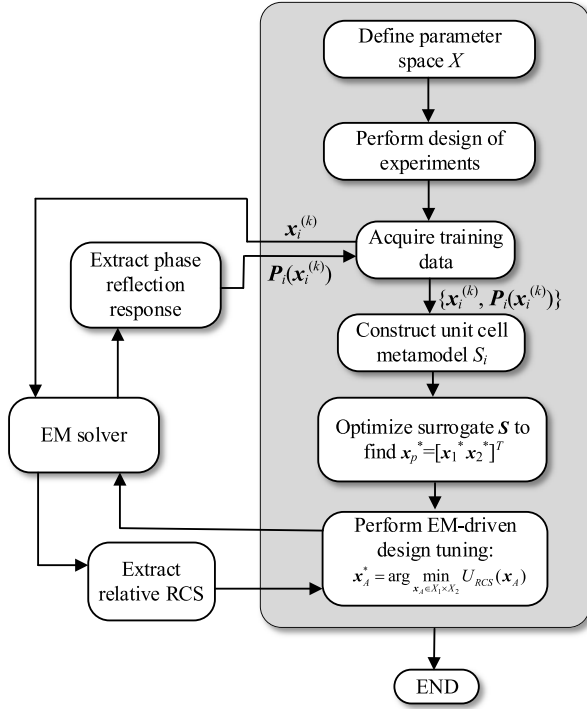 Define parameter
space X
Perform design of
experiments
x_i^(k)
Acquire training
data
P_i(x_i^(k))
Extract phase
reflection
response
{x_i^(k), P_i(x_i^(k))}
Construct unit cell
metamodel S_i
EM solver
Optimize surrogate S to
find x_p^*=[x_1^* x_2^*]^T
Perform EM-driven
design tuning:
x_A^* = arg min_{x_A∈X_1×X_2} U_RCS(x_A)
Extract
relative RCS
END